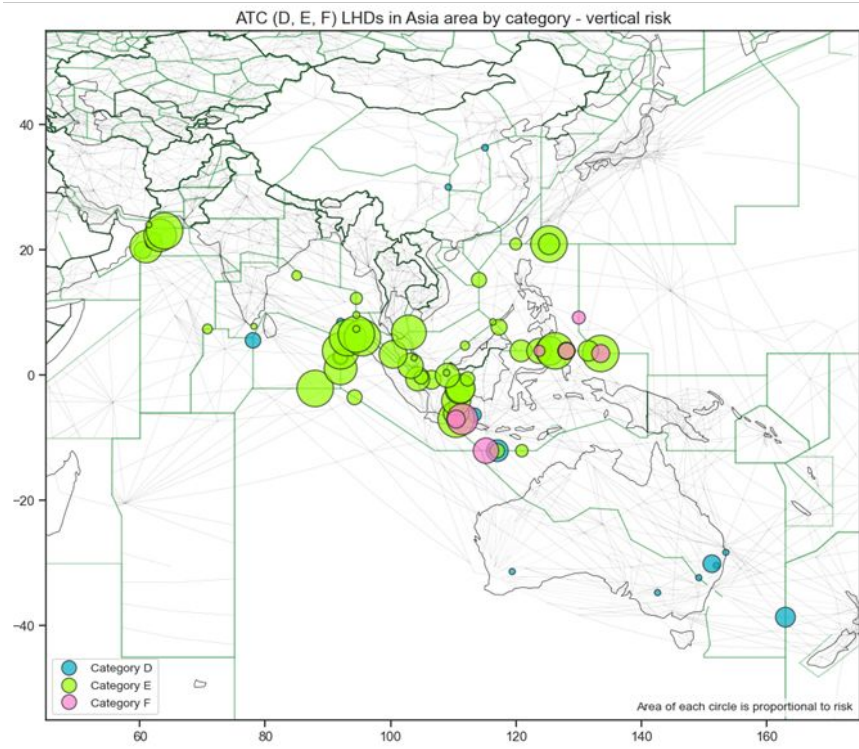 ATC (D, E, F) LHDs in Asia area by category - vertical risk
40
20
0
−20
−40
Category D
Category E
Category F
Area of each circle is proportional to risk
60 80 100 120 140 160